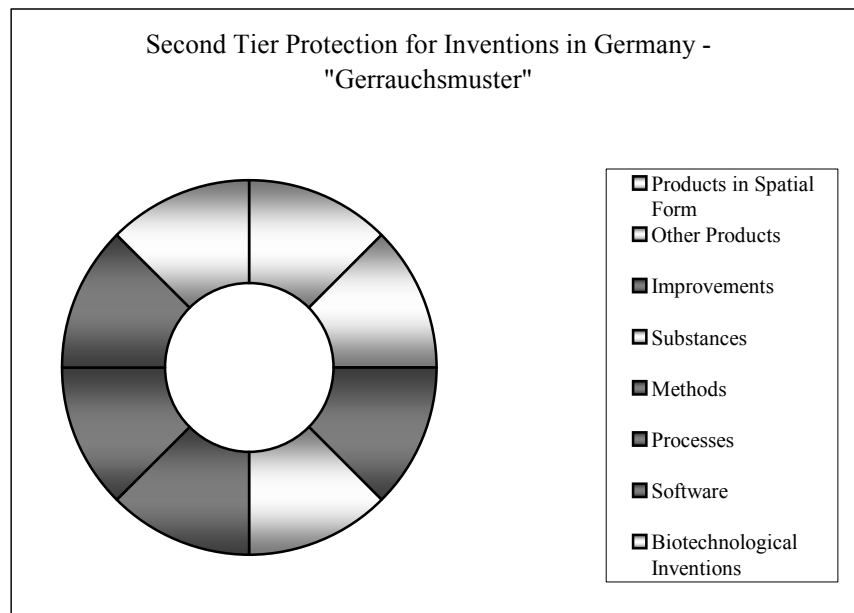 Second Tier Protection for Inventions in Germany -
"Gerrauchsmuster"
Products in Spatial
Form
Other Products
Improvements
Substances
Methods
Processes
Software
Biotechnological
Inventions